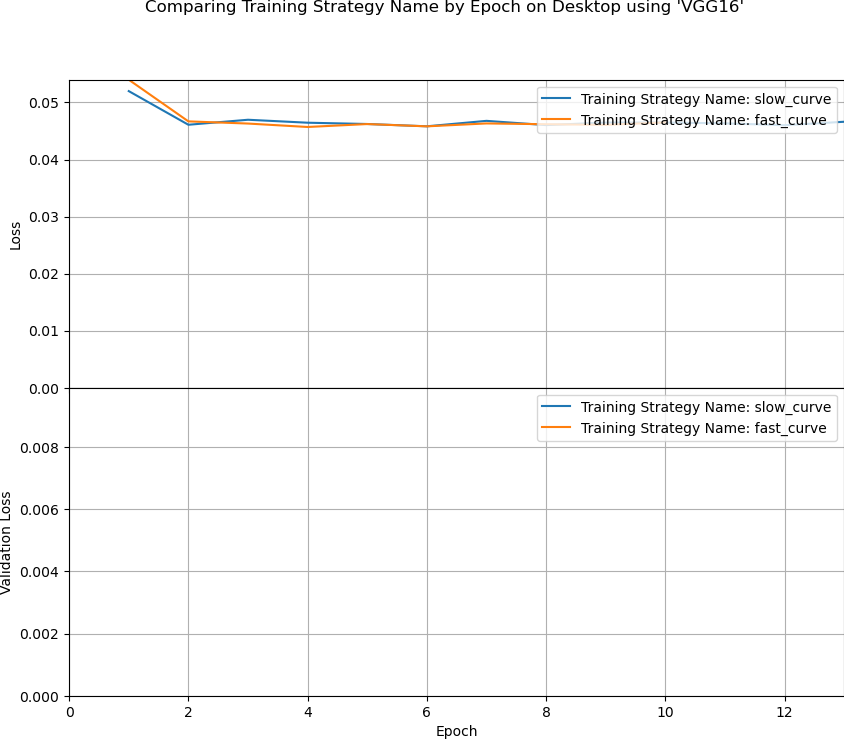 Comparing Training Strategy Name by Epoch on Desktop using 'VGG16'
0.05
0.04
0.03
0.02
0.01
0.00
Loss
Training Strategy Name: slow_curve
Training Strategy Name: fast_curve
0.008
0.006
0.004
0.002
0.000
Validation Loss
Training Strategy Name: slow_curve
Training Strategy Name: fast_curve
0 2 4 6 8 10 12
Epoch